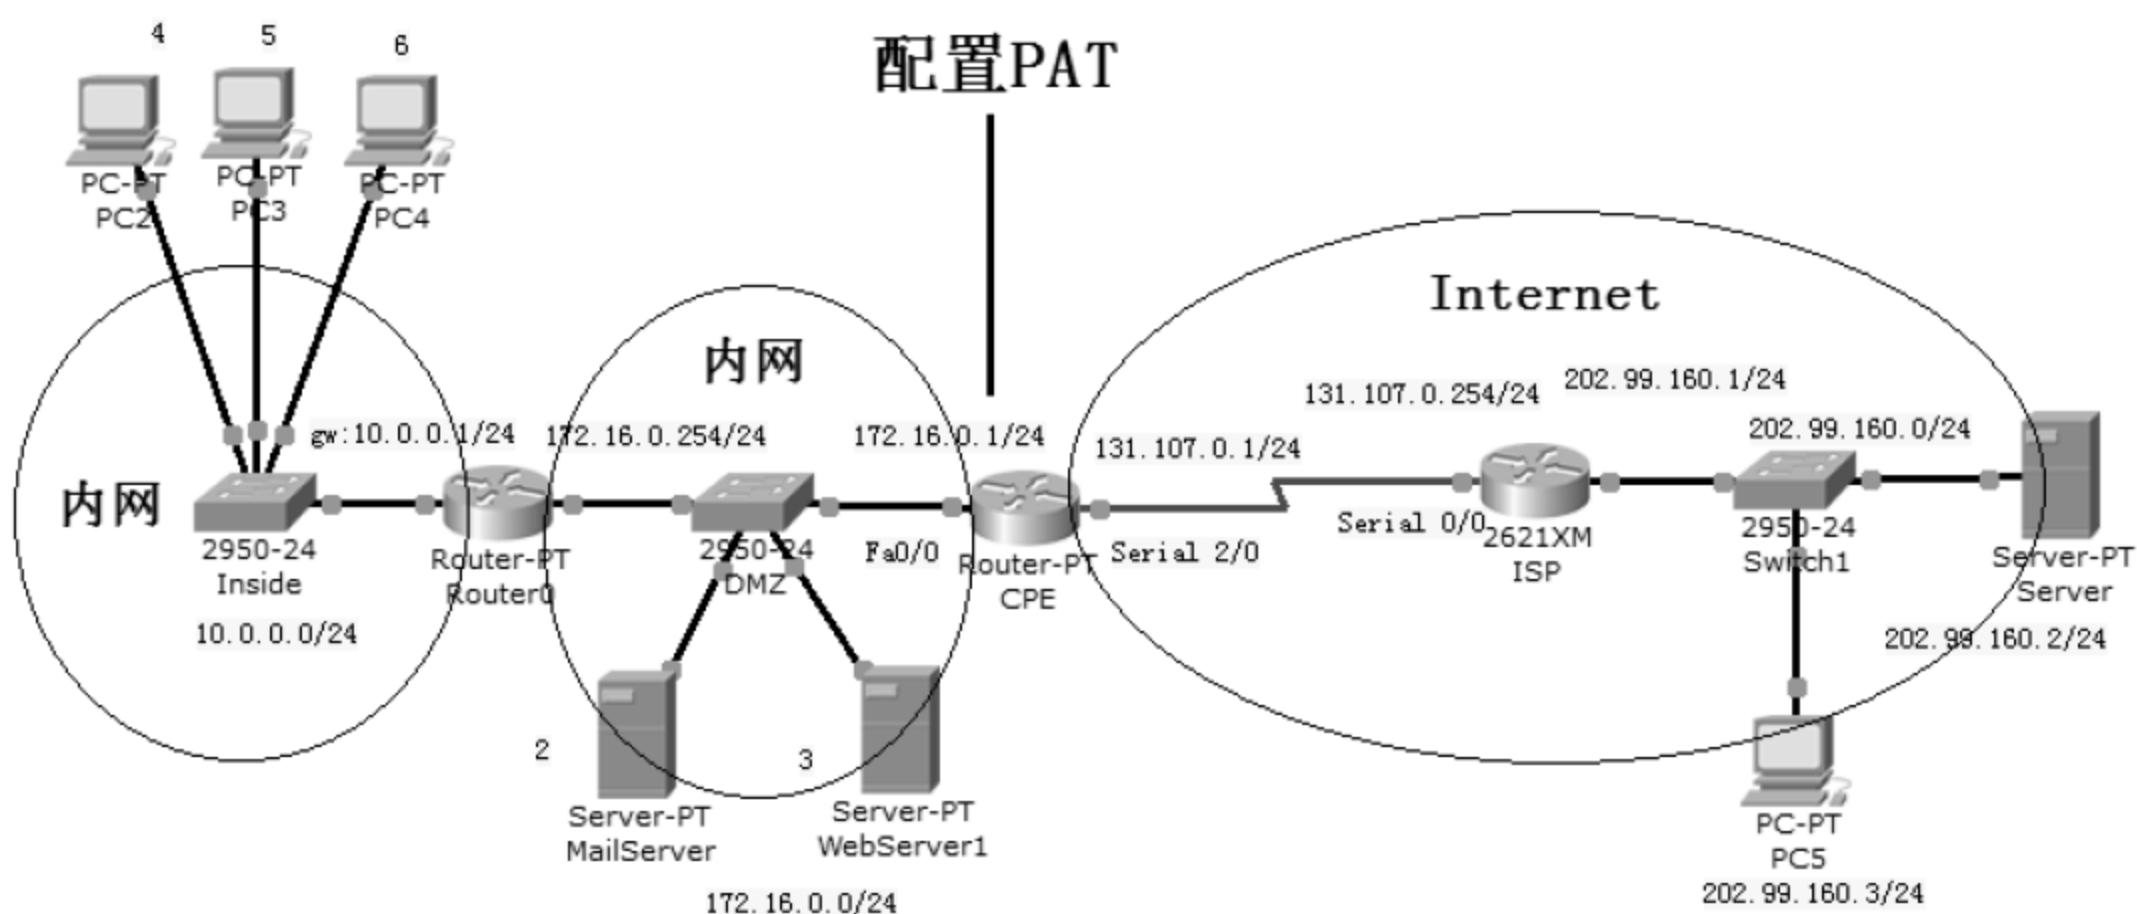 4
5
6
配置PAT
PC-PT
PC2
PC-PT
PC3
PC-PT
PC4
Internet
内网
131.107.0.254/24
202.99.160.1/24
gw:10.0.0.1/24
172.16.0.254/24
172.16.0.1/24
131.107.0.1/24
202.99.160.0/24
内网
2950-24
Inside
10.0.0.0/24
Router-PT
Router0
2950-24
DMZ
Fa0/0
Router-PT
CPE
Serial 2/0
Serial 0/0
2621XM
ISP
2950-24
Switch1
Server-PT
Server
202.99.160.2/24
2
3
Server-PT
MailServer
Server-PT
WebServer1
172.16.0.0/24
PC-PT
PC5
202.99.160.3/24